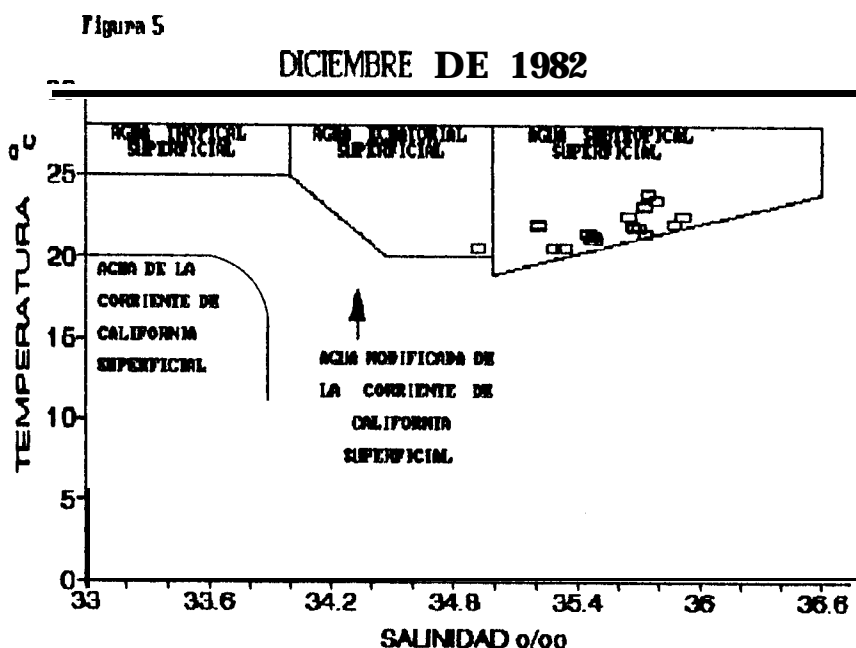 Figura 5
DICIEMBRE DE 1982
AGUA TROPICAL
SUPERFICIAL
AGUA ECUATORIAL
SUPERFICIAL
AGUA SUBTROPICAL
SUPERFICIAL
TEMPERATURA °C
25
20
15
10
5
0
AGUA DE LA
CORRIENTE DE
CALIFORNIA
SUPERFICIAL
AGUA MODIFICADA DE
LA CORRIENTE DE
CALIFORNIA
SUPERFICIAL
33 33.6 34.2 34.8 35.4 36 36.6
SALINIDAD o/oo